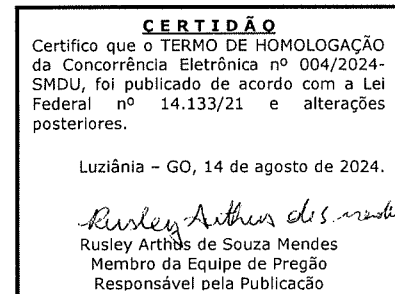 CERTIDÃO
Certifico que o TERMO DE HOMOLOGAÇÃO
da Concorrência Eletrônica nº 004/2024-
SMDU, foi publicado de acordo com a Lei
Federal nº 14.133/21 e alterações
posteriores.
Luziânia – GO, 14 de agosto de 2024.
Rusley Arthus de S. Mende
Rusley Arthus de Souza Mendes
Membro da Equipe de Pregão
Responsável pela Publicação